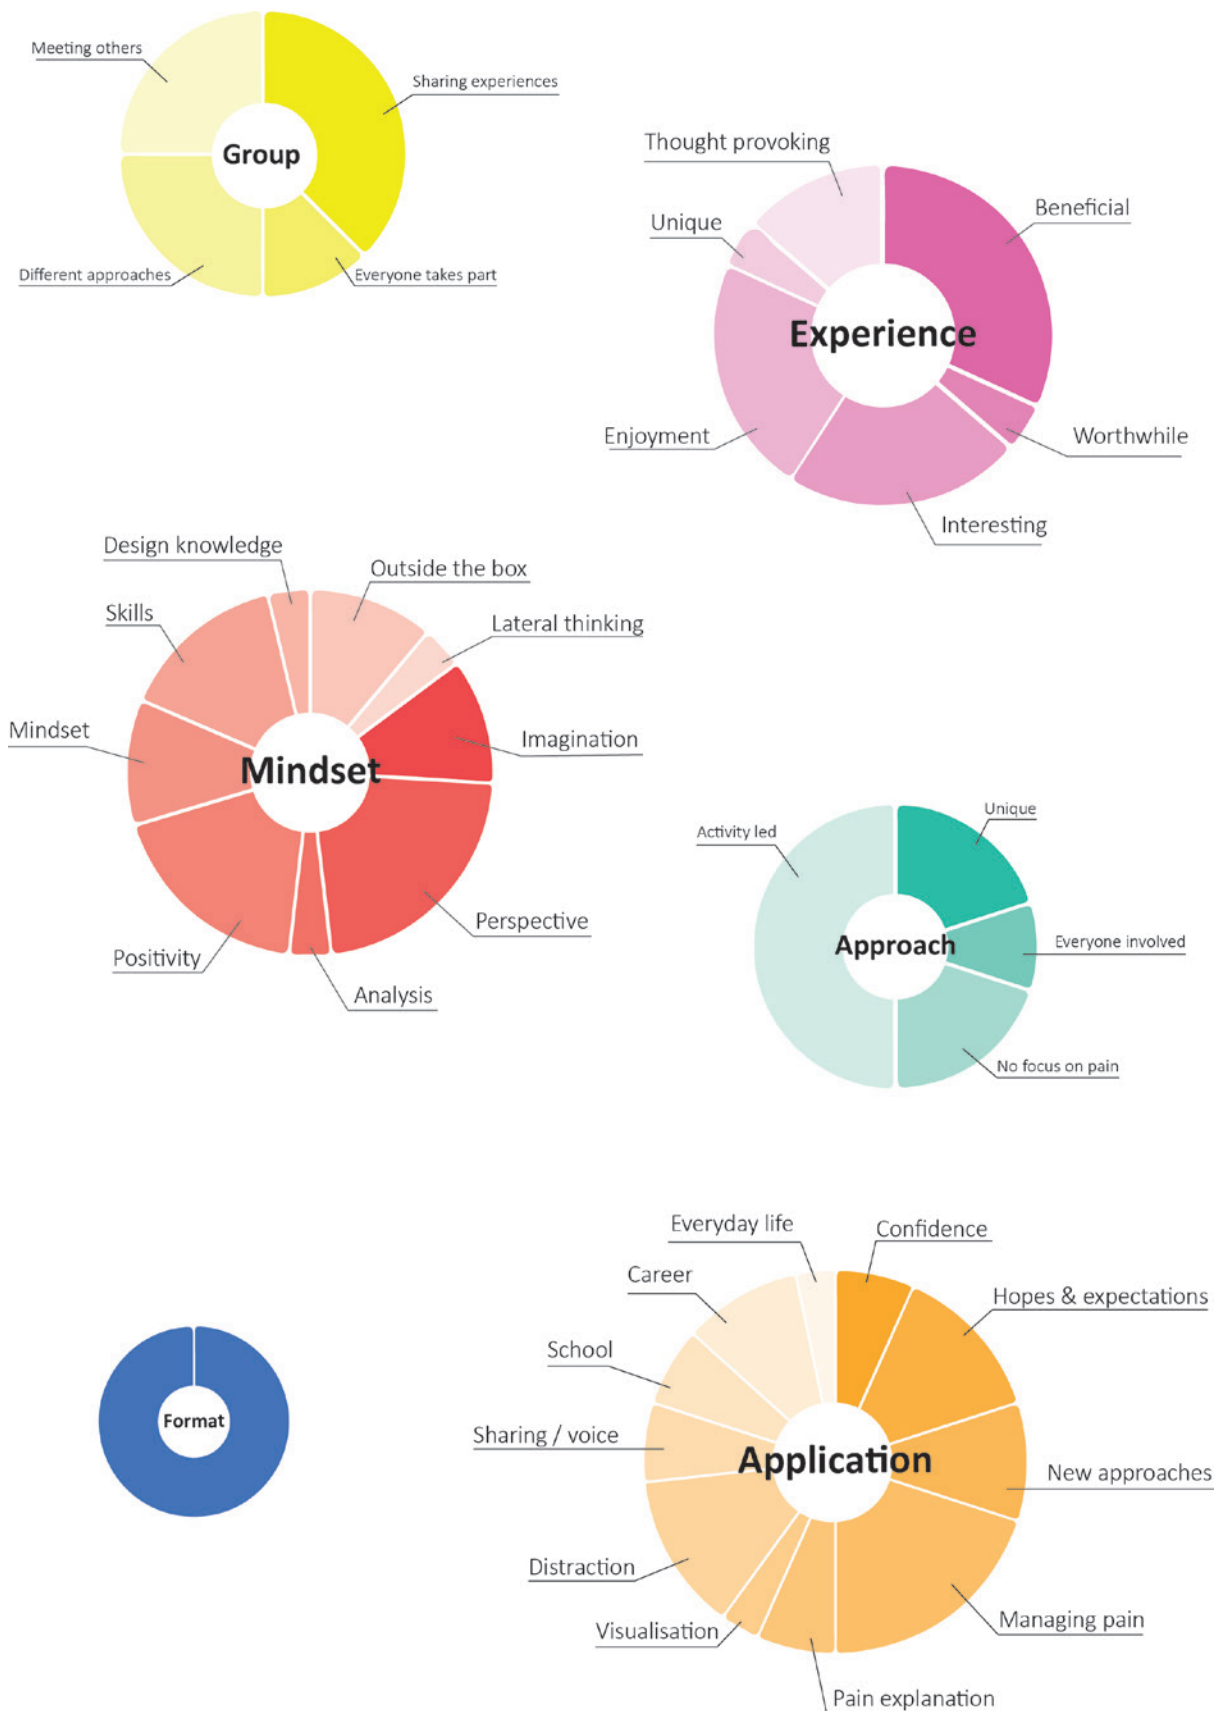 Meeting others
Sharing experiences
Group
Different approaches
Everyone takes part
Thought provoking
Beneficial
Unique
Experience
Enjoyment
Worthwhile
Interesting
Design knowledge
Outside the box
Skills
Lateral thinking
Mindset
Imagination
Mindset
Perspective
Positivity
Analysis
Activity led
Unique
Approach
Everyone involved
No focus on pain
Format
Everyday life
Confidence
Career
Hopes & expectations
School
Sharing / voice
Application
New approaches
Distraction
Managing pain
Visualisation
Pain explanation